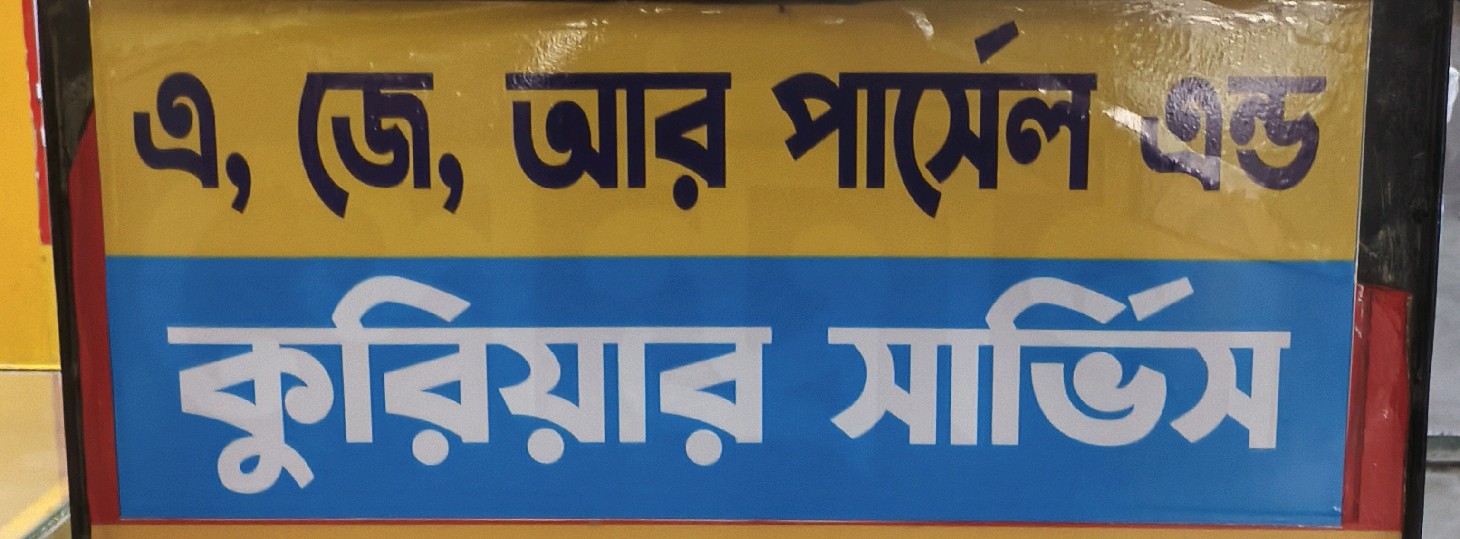 এ, জে, আর পার্সেল এন্ড
কুরিয়ার সার্ভিস